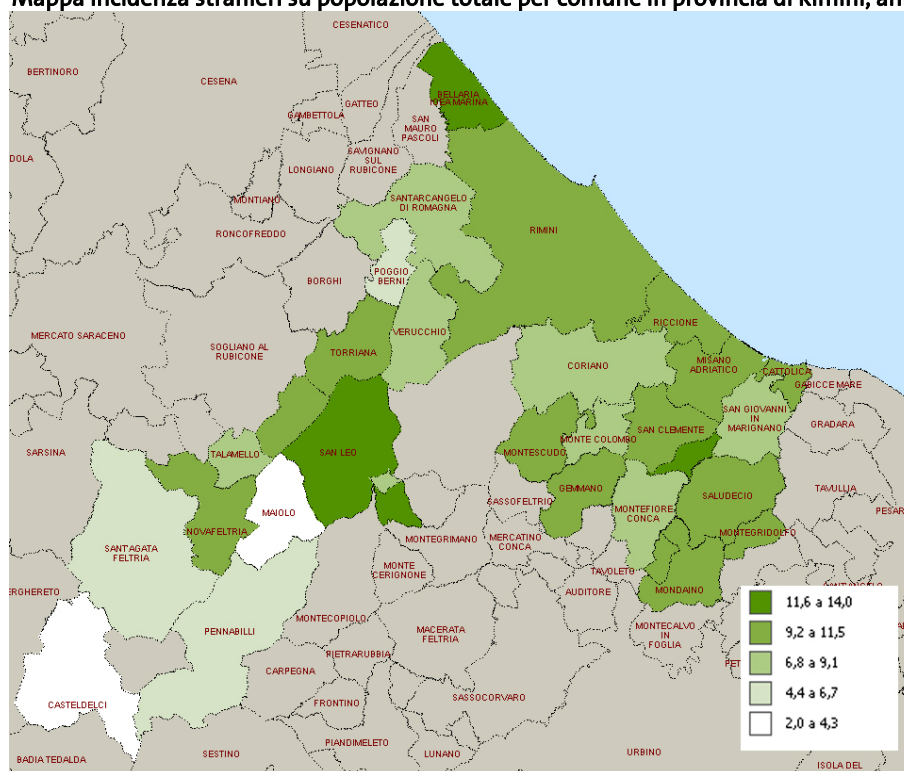 Mappa incidenza stranieri su popolazione totale per comune in provincia di Rimini, an
CESENATICO
BERTINORO
CESENA
BELLARIA
IGEA MARINA
GATTEO
GAMBETTOLA
SAN
MAURO
PASCOLI
SAVIGNANO
SUL
RUBICONE
DOLA
LONGIANO
MONTIANO
SANTARCANGELO
DI ROMAGNA
RONCOFREDDO
RIMINI
BORGHI
POGGIO
BERNI
MERCATO SARACENO
SOGLIANO AL
RUBICONE
TORRIANA
VERUCCHIO
RICCIONE
CORIANO
MISANO
ADRIATICO
CATTOLICA
GABICCE MARE
SAN GIOVANNI
IN
MARIGNANO
GRADARA
SARSINA
TALAMELLO
SAN LEO
MONTE COLOMBO
SAN CLEMENTE
MONTESCUDO
GEMMANO
SASSOFELTRIO
MONTEFIORE
CONCA
SALUDECIO
TAVULLIA
PESAR
MAIOLO
NOVAFELTRIA
SANT'AGATA
FELTRIA
MONTEGRIMANO
MERCATINO
CONCA
MONTEGRIDOLFO
MONTE
CERIGNONE
TAVOLETO
AUDITORE
MONDAINO
ERGHERETO
PENNABILLI
MONTECOPIOLO
MACERATA
FELTRIA
MONTECALVO
IN
FOGLIA
PIETRARUBBIA
CARPEGNA
CASTELDELCI
FRONTINO
SASSOCORVARO
PIANDIMELETO
BADIA TEDALDA
SESTINO
LUNANO
URBINO
ISOLA DEL
11,6 a 14,0
9,2 a 11,5
6,8 a 9,1
4,4 a 6,7
2,0 a 4,3